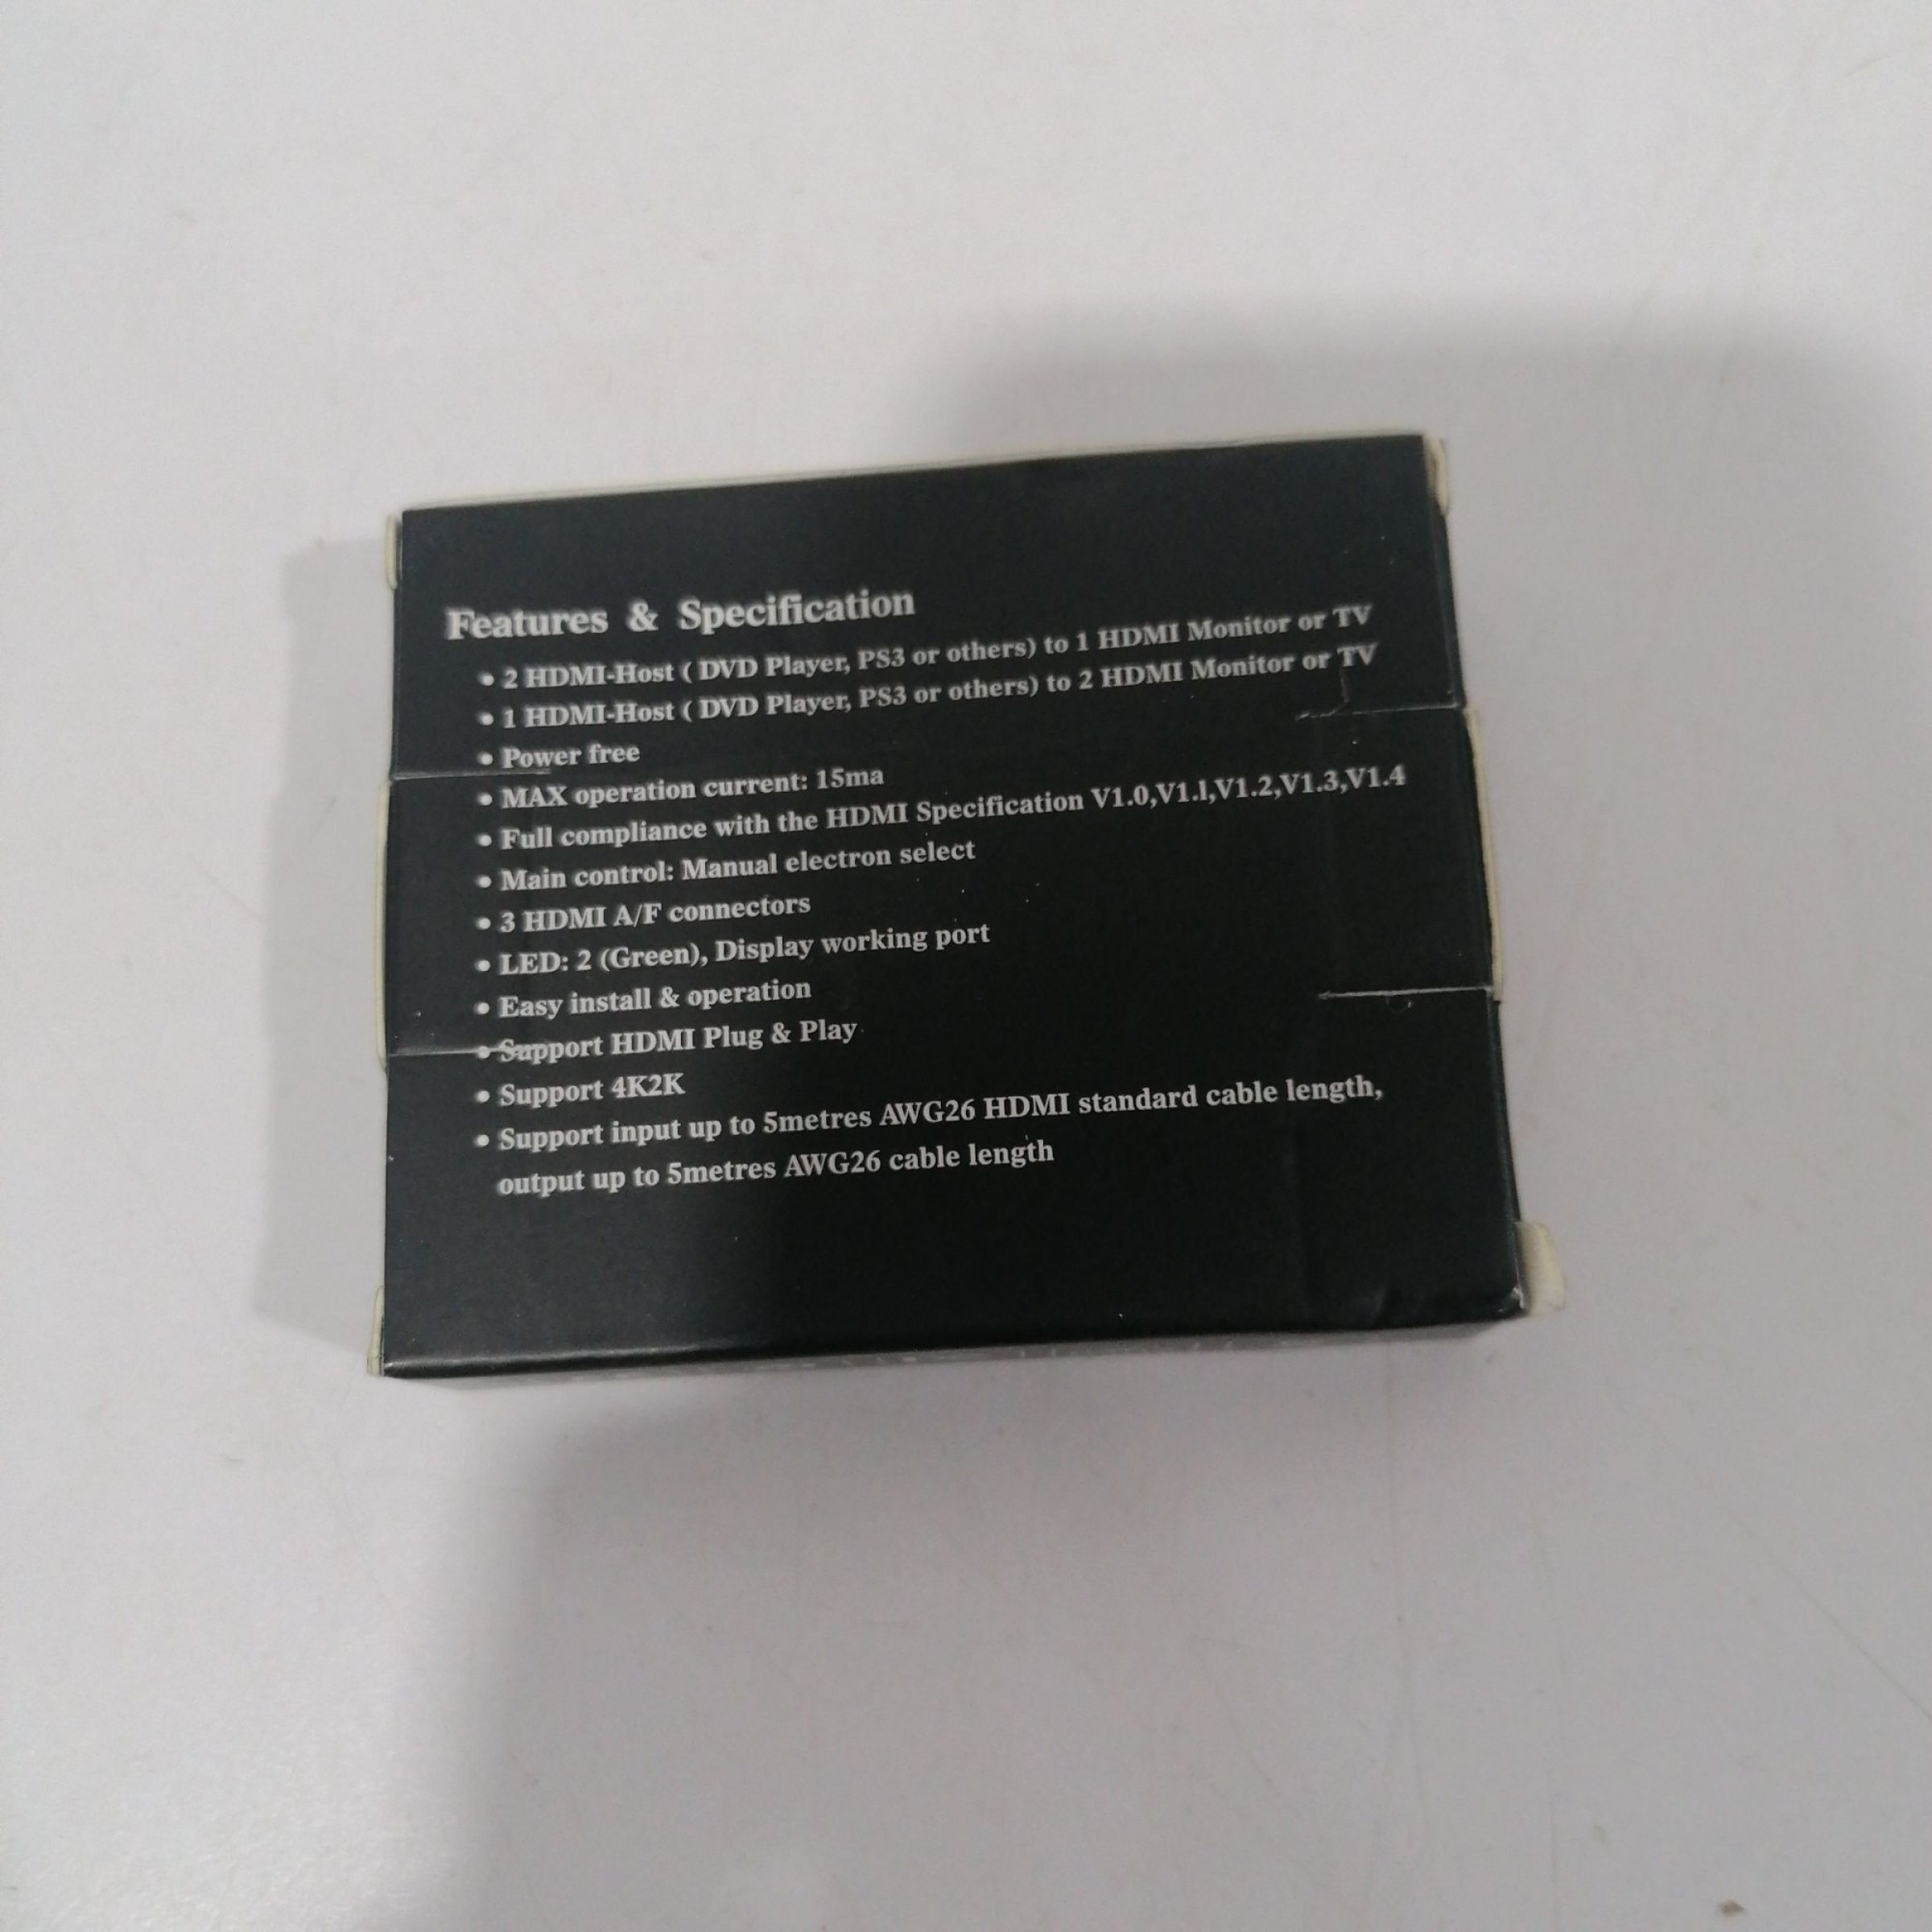 Features & Specification
• 2 HDMI-Host ( DVD Player, PS3 or others) to 1 HDMI Monitor or TV
• 1 HDMI-Host ( DVD Player, PS3 or others) to 2 HDMI Monitor or TV
• Power free
• MAX operation current: 15ma
• Full compliance with the HDMI Specification V1.0,V1.l,V1.2,V1.3,V1.4
• Main control: Manual electron select
• 3 HDMI A/F connectors
• LED: 2 (Green), Display working port
• Easy install & operation
• Support HDMI Plug & Play
• Support 4K2K
• Support input up to 5metres AWG26 HDMI standard cable length,
output up to 5metres AWG26 cable length